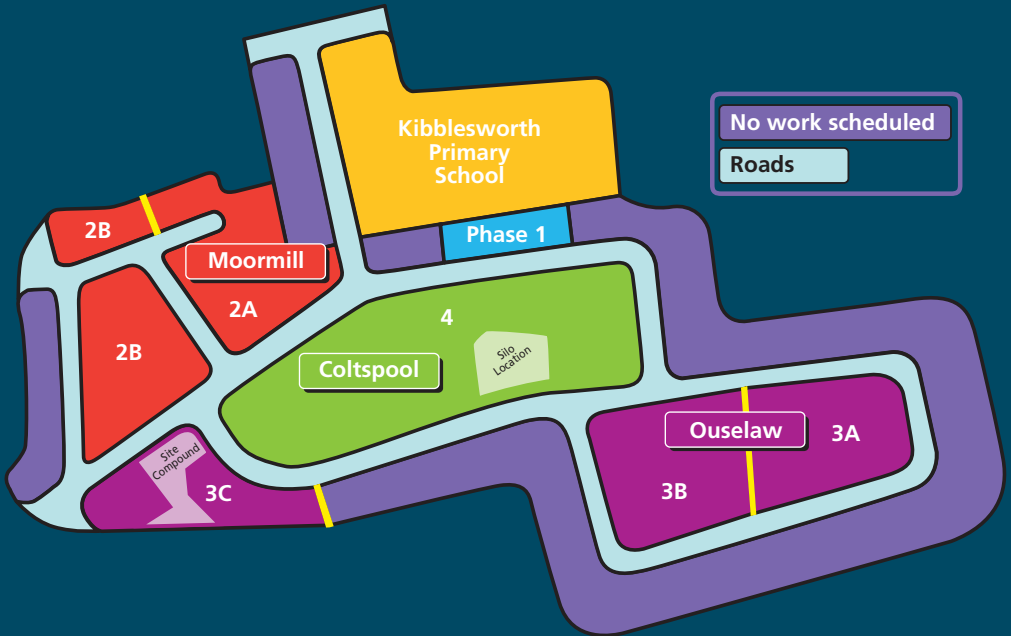 Kibblesworth
Primary
School
No work scheduled
Roads
2B
Phase 1
Moormill
2A
4
2B
Silo
Location
Coltspool
Ouselaw
3A
Site
Compound
3C
3B